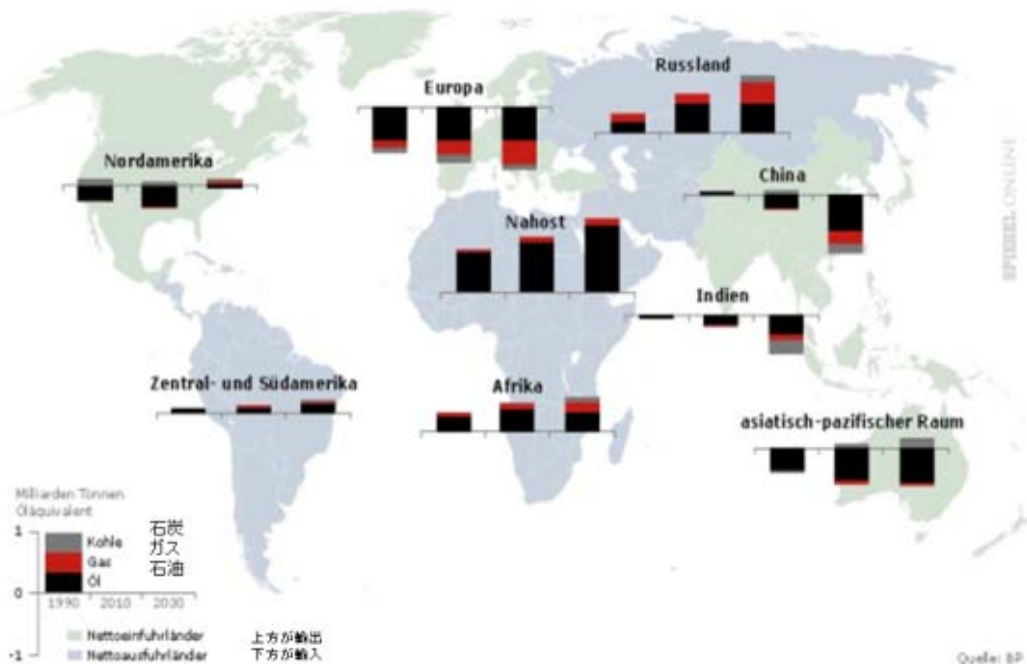 Europa
Russland
Nordamerika
China
Nahost
Indien
Zentral- und Südamerika
Afrika
asiatisch-pazifischer Raum
SPIEGEL ONLINE
Milliarden Tonnen
Öläquivalent
1
Kohle 石炭
Gas ガス
Öl 石油
0
1990 2010 2030
Nettoeinfuhrländer 上方が輸出
Nettoausfuhrländer 下方が輸入
-1
Quelle: BP